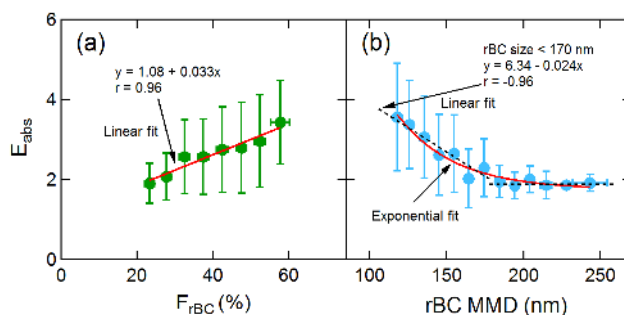 (a)
y = 1.08 + 0.033x
r = 0.96
Linear fit
(b)
rBC size < 170 nm
y = 6.34 - 0.024x
r = -0.96
Linear fit
Exponential fit
E_abs
6
4
2
0
0 20 40 60 80
F_rBC (%)
100 150 200 250
rBC MMD (nm)